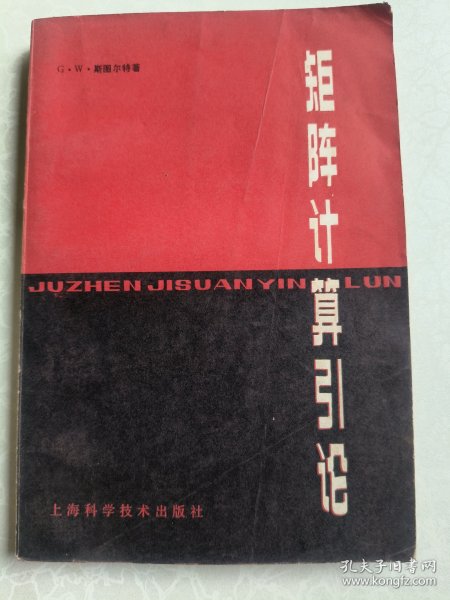 G·W·斯图尔特著
矩阵计算引论
JUZHEN JISUAN YIN LUN
上海科学技术出版社
孔夫子旧书网
www.kongfz.com